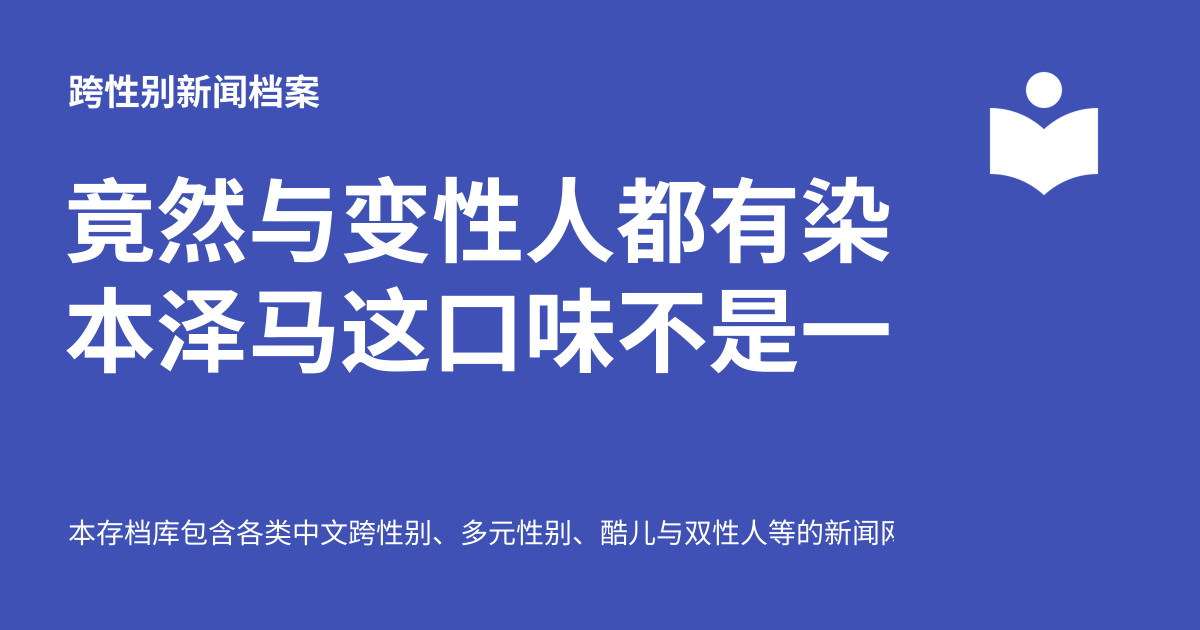 跨性别新闻档案
竟然与变性人都有染
本泽马这口味不是一
本存档库包含各类中文跨性别、多元性别、酷儿与双性人等的新闻